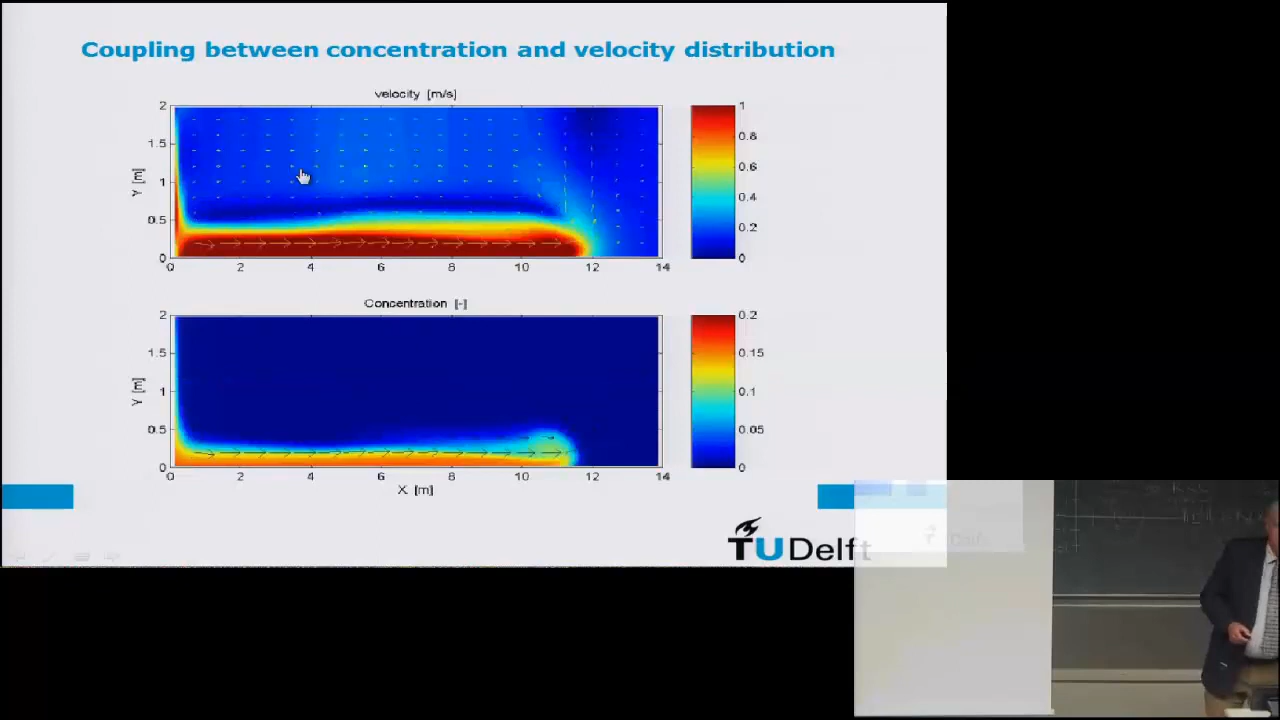 Coupling between concentration and velocity distribution
velocity [m/s]
2
1.5
1
0.5
0
Y [m]
0 2 4 6 8 10 12 14
1
0.8
0.6
0.4
0.2
0
Concentration [-]
2
1.5
1
0.5
0
Y [m]
0 2 4 6 8 10 12 14
X [m]
0.2
0.15
0.1
0.05
0
TU Delft